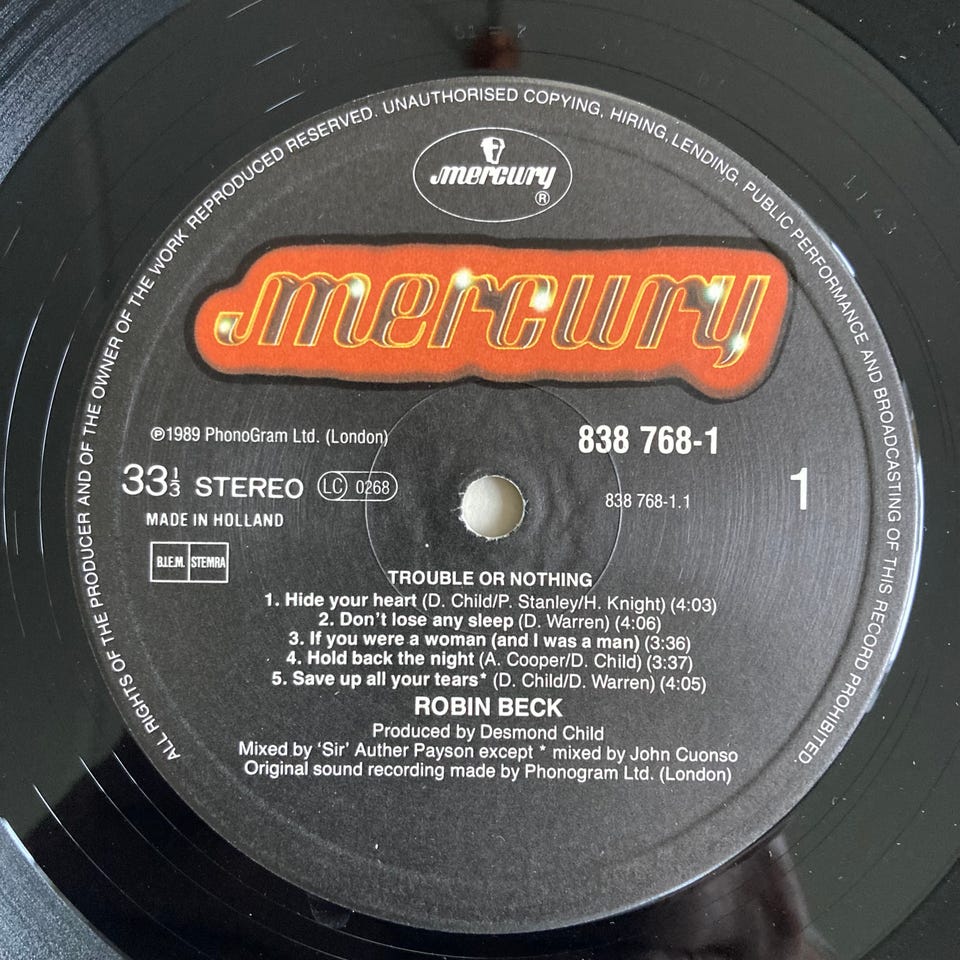 ALL RIGHTS OF THE PRODUCER AND OF THE OWNER OF THE WORK REPRODUCED RESERVED. UNAUTHORISED COPYING, HIRING, LENDING, PUBLIC PERFORMANCE AND BROADCASTING OF THIS RECORD PROHIBITED.
mercury
®
mercury
℗1989 PhonoGram Ltd. (London)
838 768-1
33 1/3 STEREO LC 0268
838 768-1.1
1
MADE IN HOLLAND
B.I.E.M. STEMRA
TROUBLE OR NOTHING
1. Hide your heart (D. Child/P. Stanley/H. Knight) (4:03)
2. Don't lose any sleep (D. Warren) (4:06)
3. If you were a woman (and I was a man) (3:36)
4. Hold back the night (A. Cooper/D. Child) (3:37)
5. Save up all your tears* (D. Child/D. Warren) (4:05)
ROBIN BECK
Produced by Desmond Child
Mixed by 'Sir' Auther Payson except * mixed by John Cuonso
Original sound recording made by Phonogram Ltd. (London)